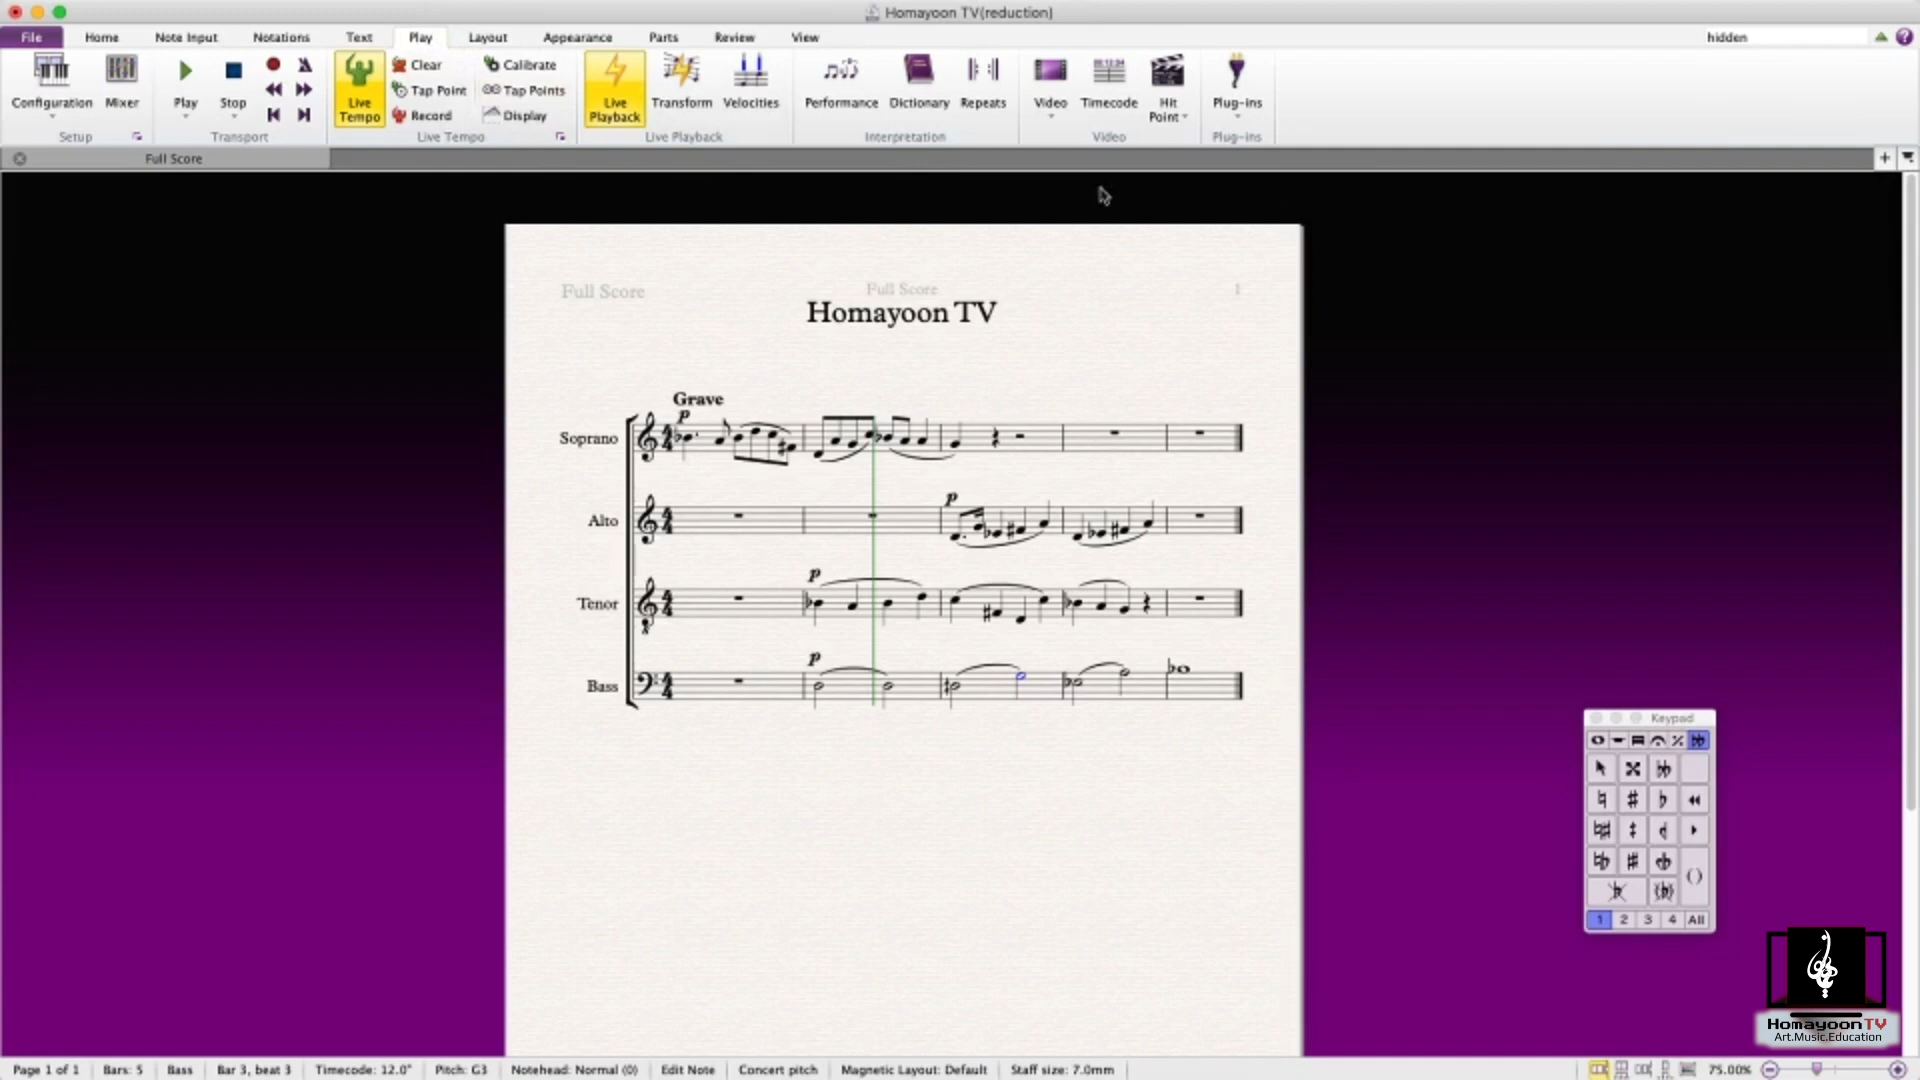 Homayoon TV(reduction)
File Home Note Input Notations Text Play Layout Appearance Parts Review View hidden
Configuration Mixer Play Stop Live Tempo Clear Calibrate Live Playback Transform Velocities Performance Dictionary Repeats Video Timecode Hit Point Plug-ins
Tap Point Tap Points
Record Display
Setup Transport Live Tempo Live Playback Interpretation Video Plug-ins
Full Score
Full Score Full Score 1
Homayoon TV
Grave
p
Soprano
p
Alto
p
Tenor
p
Bass
Keypad
1 2 3 4 All
HomayoonTV
Art.Music.Education
Page 1 of 1 Bars: 5 Bass Bar 3, beat 3 Timecode: 12.0" Pitch: G3 Notehead: Normal (0) Edit Note Concert pitch Magnetic Layout: Default Staff size: 7.0mm 75.00%